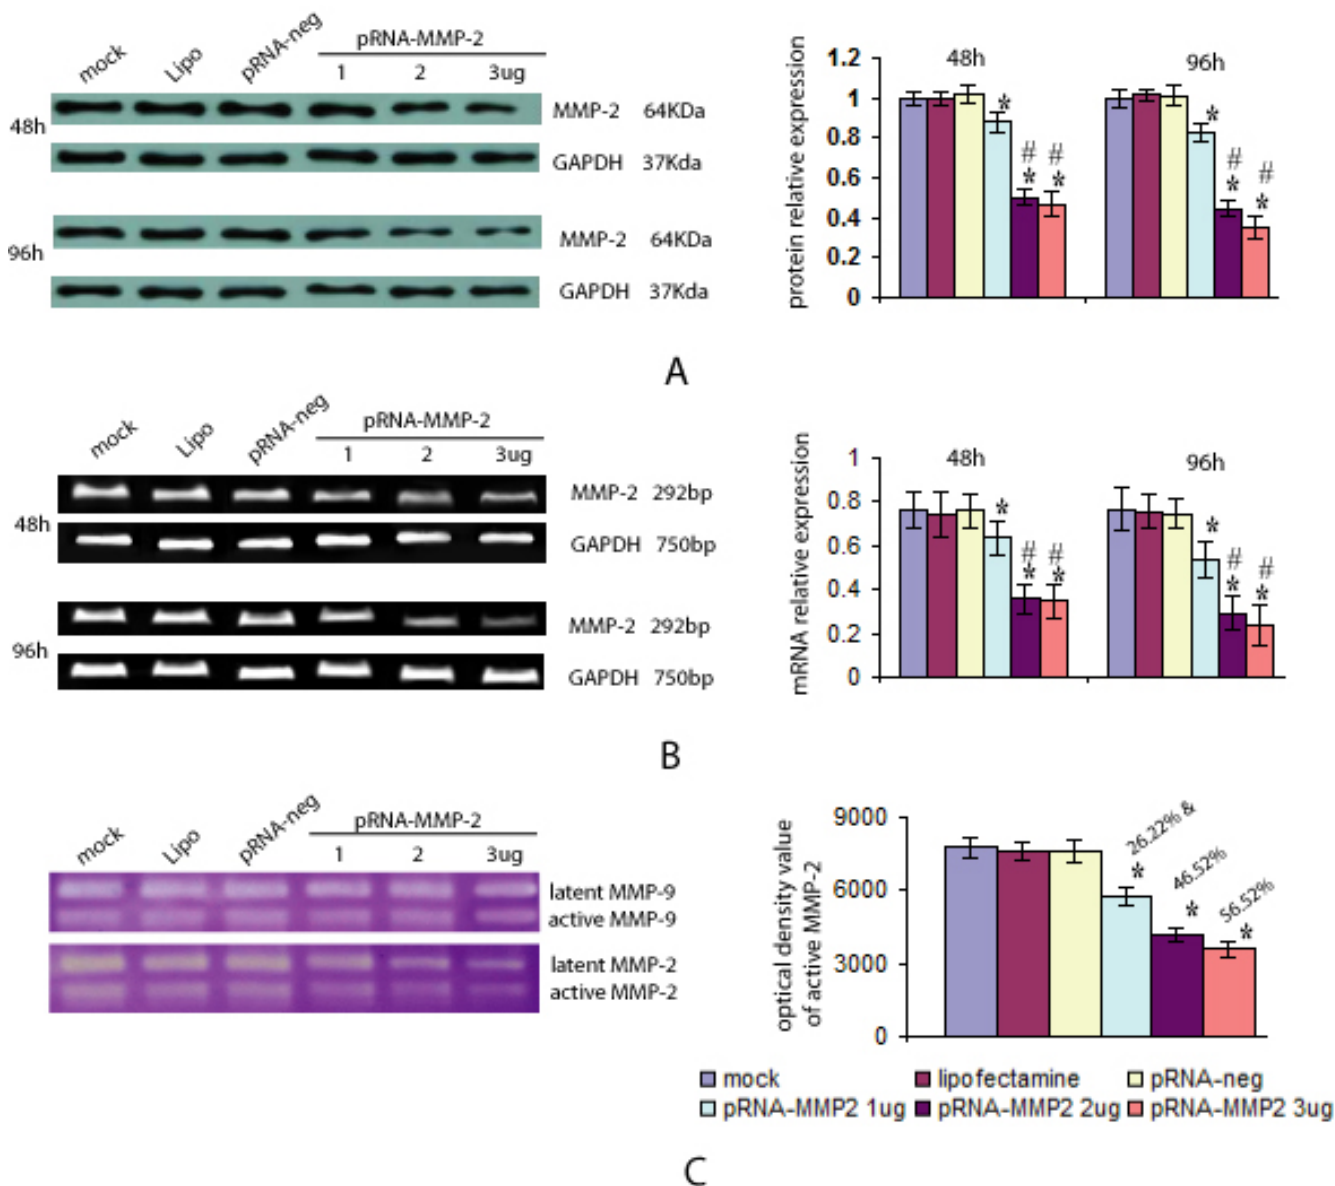 mock Lipo pRNA-neg pRNA-MMP-2
1 2 3ug
48h
MMP-2 64KDa
GAPDH 37Kda
96h
MMP-2 64KDa
GAPDH 37Kda
protein relative expression
1.2
1
0.8
0.6
0.4
0.2
0
48h
96h
*
#
*
#
*
*
#
*
#
*
A
mock Lipo pRNA-neg pRNA-MMP-2
1 2 3ug
48h
MMP-2 292bp
GAPDH 750bp
96h
MMP-2 292bp
GAPDH 750bp
mRNA relative expression
1
0.8
0.6
0.4
0.2
0
48h
96h
*
#
*
#
*
*
#
*
#
*
B
mock Lipo pRNA-neg pRNA-MMP-2
1 2 3ug
latent MMP-9
active MMP-9
latent MMP-2
active MMP-2
optical density value
of active MMP-2
9000
6000
3000
0
26.22% &
*
46.52%
*
56.52%
*
mock lipofectamine pRNA-neg
pRNA-MMP2 1ug pRNA-MMP2 2ug pRNA-MMP2 3ug
C